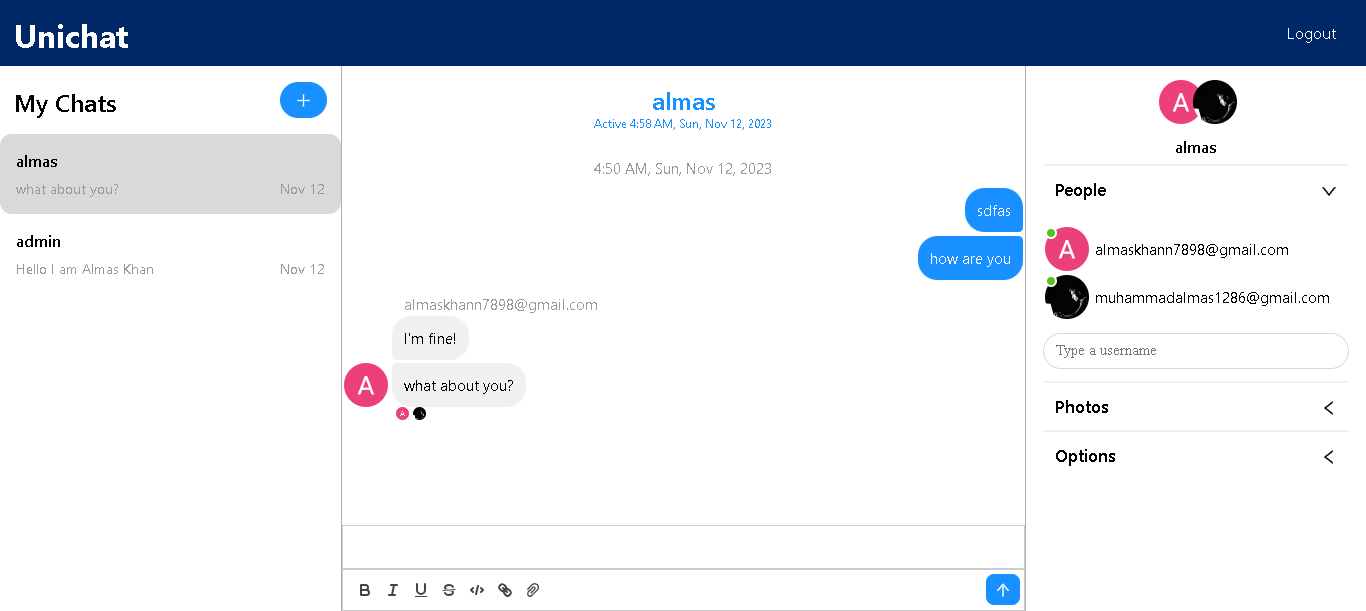 Unichat
Logout
My Chats
+
almas
what about you?
Nov 12
admin
Hello I am Almas Khan
Nov 12
almas
Active 4:58 AM, Sun, Nov 12, 2023
4:50 AM, Sun, Nov 12, 2023
sdfas
how are you
almaskhann7898@gmail.com
I'm fine!
A
what about you?
A
B I U S </>
A
almas
People
A
almaskhann7898@gmail.com
muhammadalmas1286@gmail.com
Type a username
Photos
Options